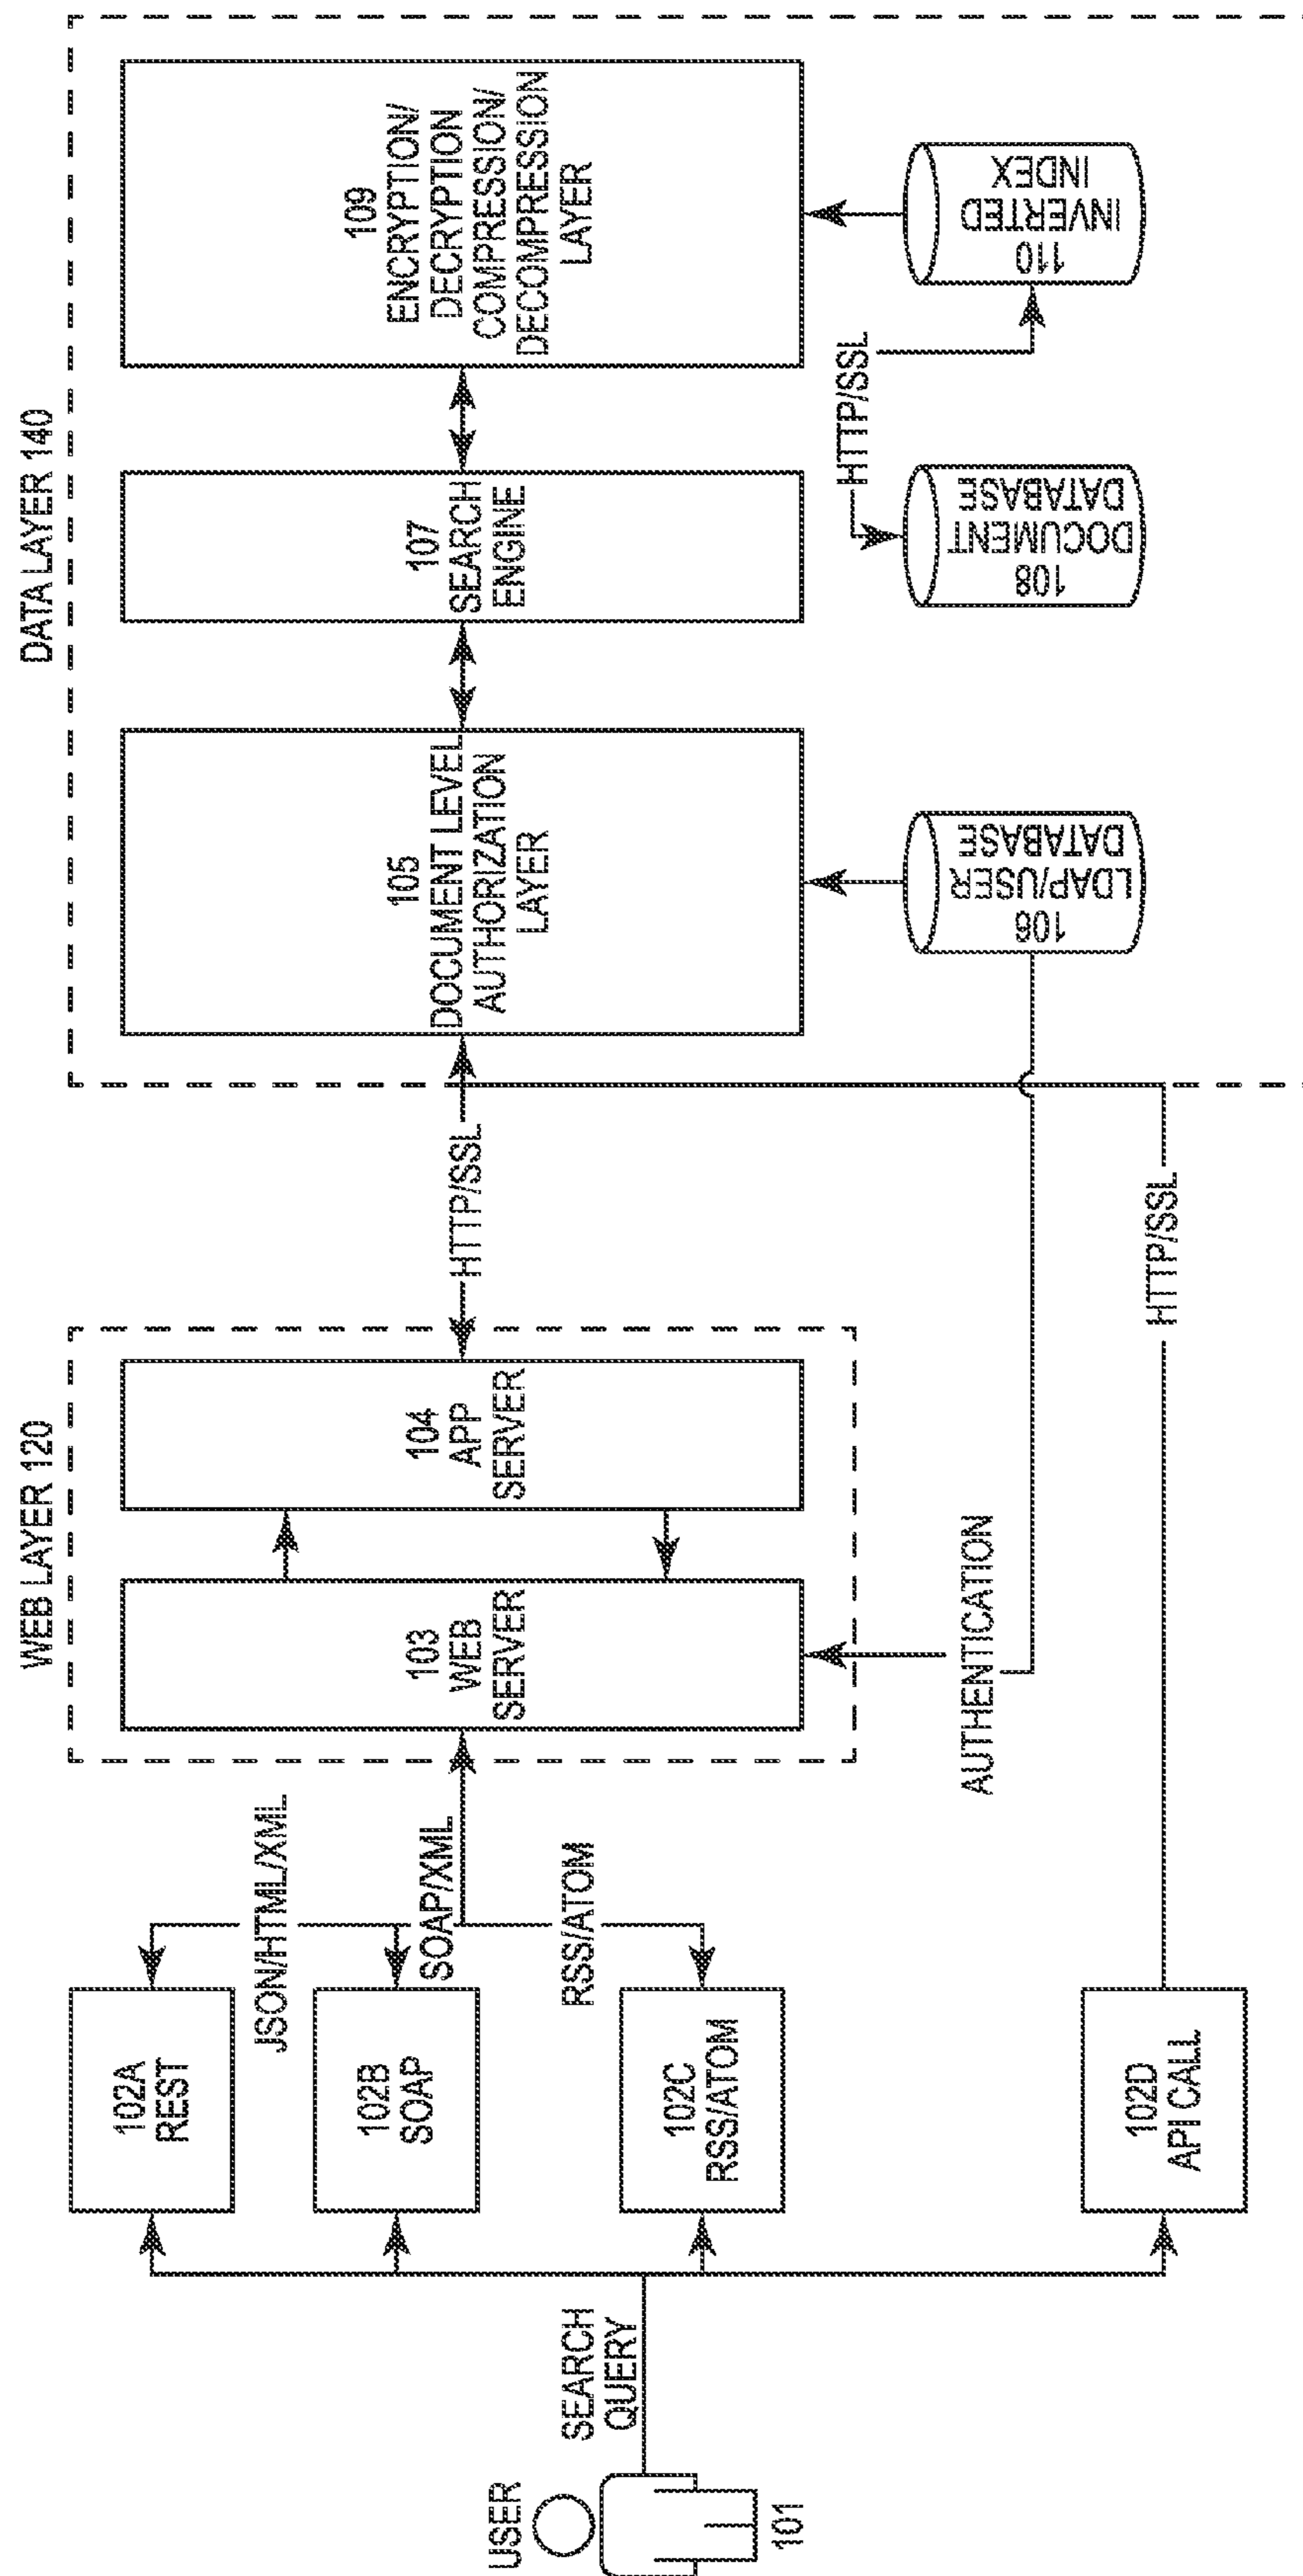 USER
101
SEARCH
QUERY
102A
REST
102B
SOAP
102C
RSS/ATOM
102D
API CALL
JSON/HTML/XML
SOAP/XML
RSS/ATOM
WEB LAYER 120
103
WEB
SERVER
104
APP
SERVER
AUTHENTICATION
HTTP/SSL
HTTP/SSL
DATA LAYER 140
105
DOCUMENT LEVEL
AUTHORIZATION
LAYER
106
LDAP/USER
DATABASE
107
SEARCH
ENGINE
108
DOCUMENT
DATABASE
HTTP/SSL
109
ENCRYPTION/
DECRYPTION
COMPRESSION/
DECOMPRESSION
LAYER
110
INVERTED
INDEX